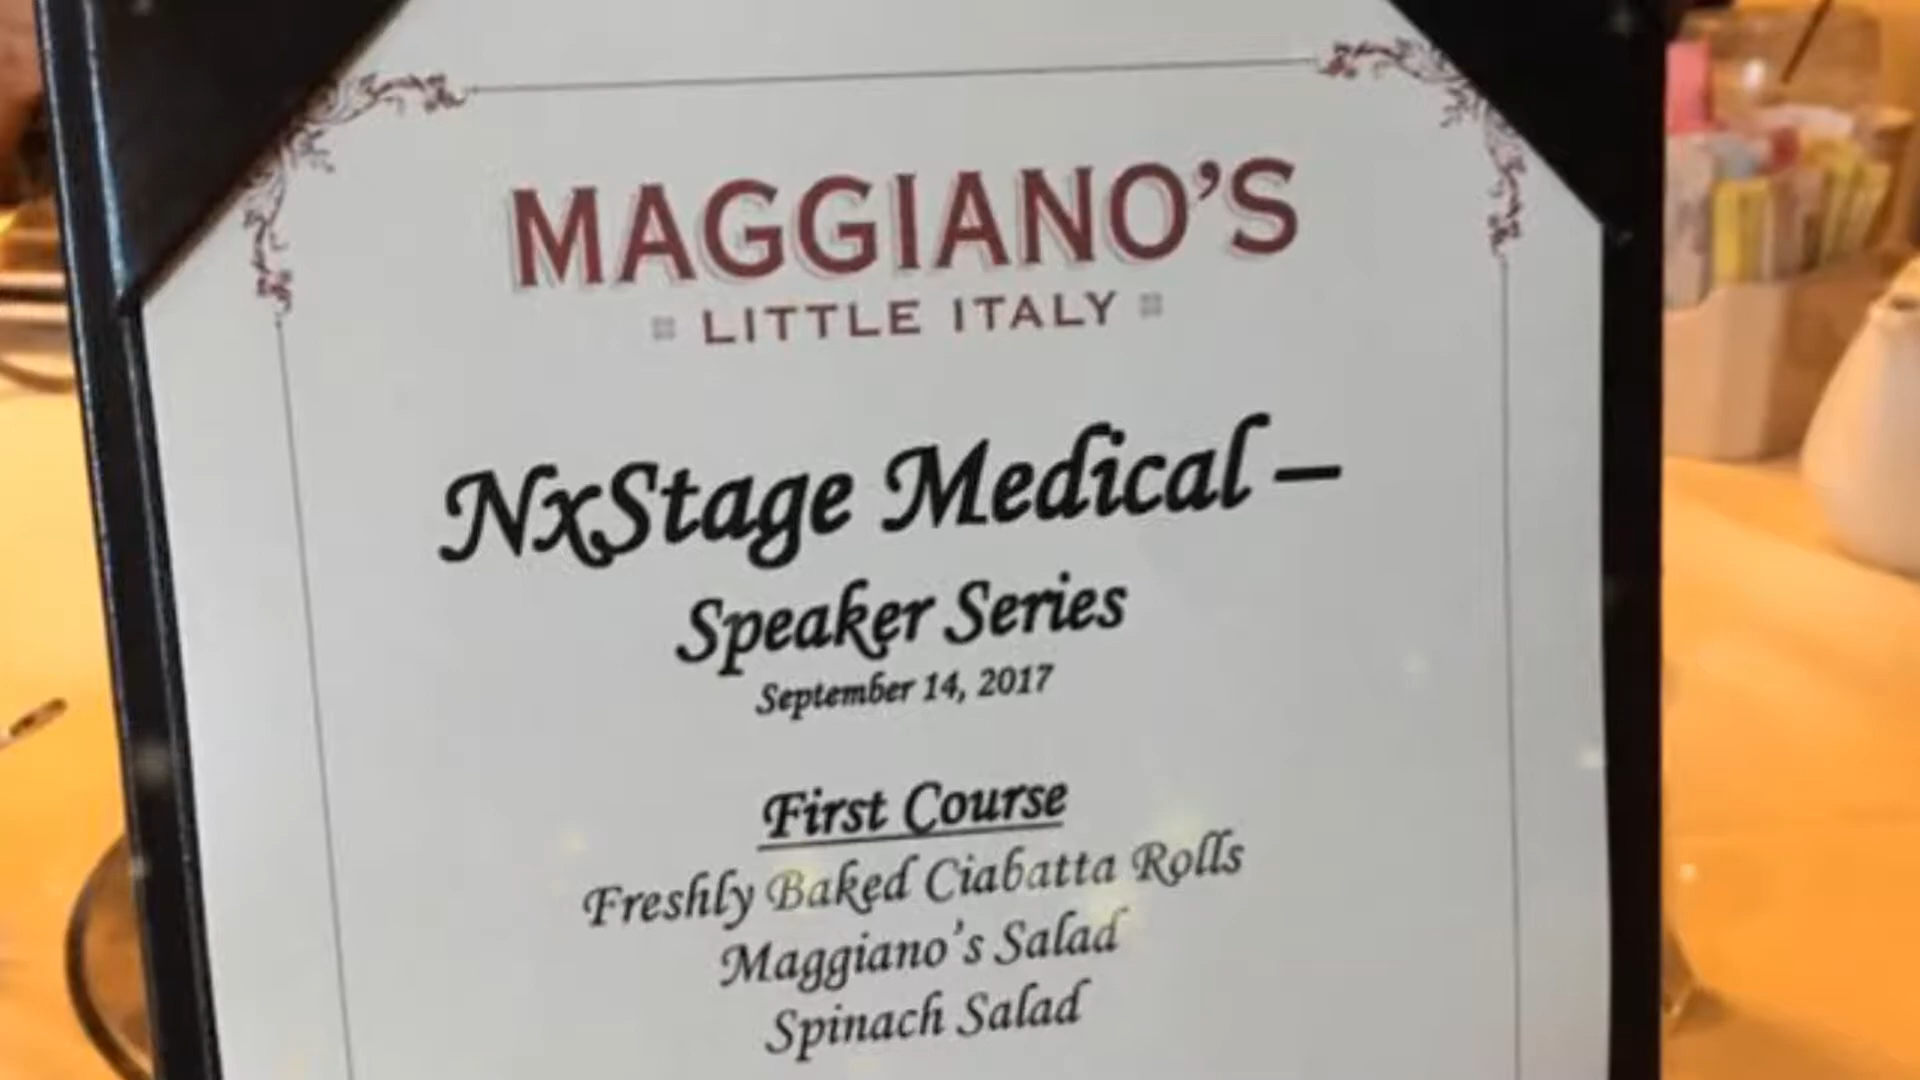 MAGGIANO'S
LITTLE ITALY
NxStage Medical –
Speaker Series
September 14, 2017
First Course
Freshly Baked Ciabatta Rolls
Maggiano's Salad
Spinach Salad